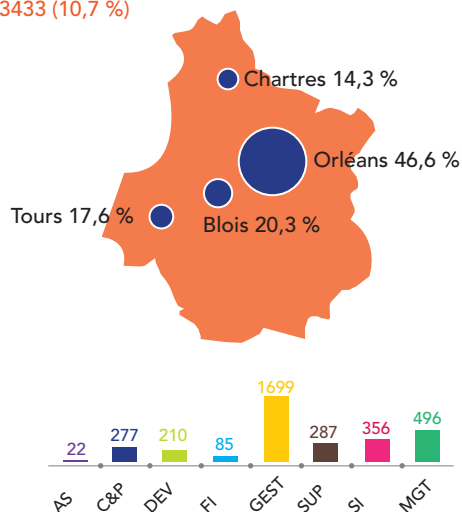 3433 (10,7 %)
Chartres 14,3 %
Orléans 46,6 %
Tours 17,6 %
Blois 20,3 %
1699
496
356
287
277
210
85
22
AS
C&P
DEV
FI
GEST
SUP
SI
MGT